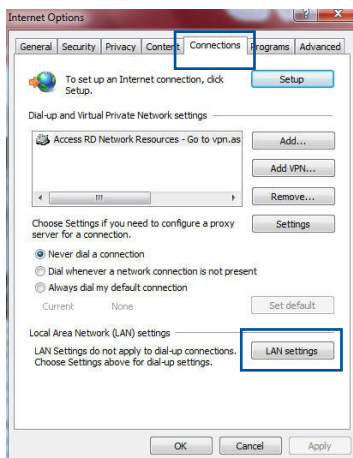 Internet Options
General Security Privacy Content Connections Programs Advanced
To set up an Internet connection, click
Setup.
Setup
Dial-up and Virtual Private Network settings
Access RD Network Resources - Go to vpn.as
Add...
Add VPN...
Remove...
Choose Settings if you need to configure a proxy
server for a connection.
Settings
Never dial a connection
Dial whenever a network connection is not present
Always dial my default connection
Current None
Set default
Local Area Network (LAN) settings
LAN Settings do not apply to dial-up connections.
Choose Settings above for dial-up settings.
LAN settings
OK Cancel Apply